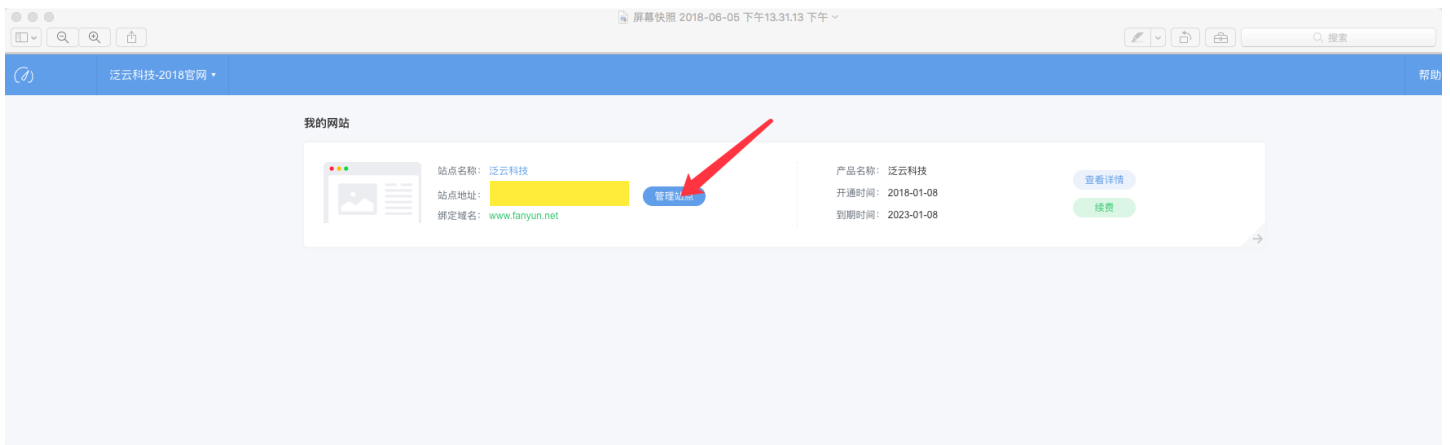 屏幕快照 2018-06-05 下午13.31.13 下午
搜索
泛云科技-2018官网
帮助
我的网站
站点名称: 泛云科技
站点地址:
管理站点
绑定域名: www.fanyun.net
产品名称: 泛云科技
开通时间: 2018-01-08
到期时间: 2023-01-08
查看详情
续费